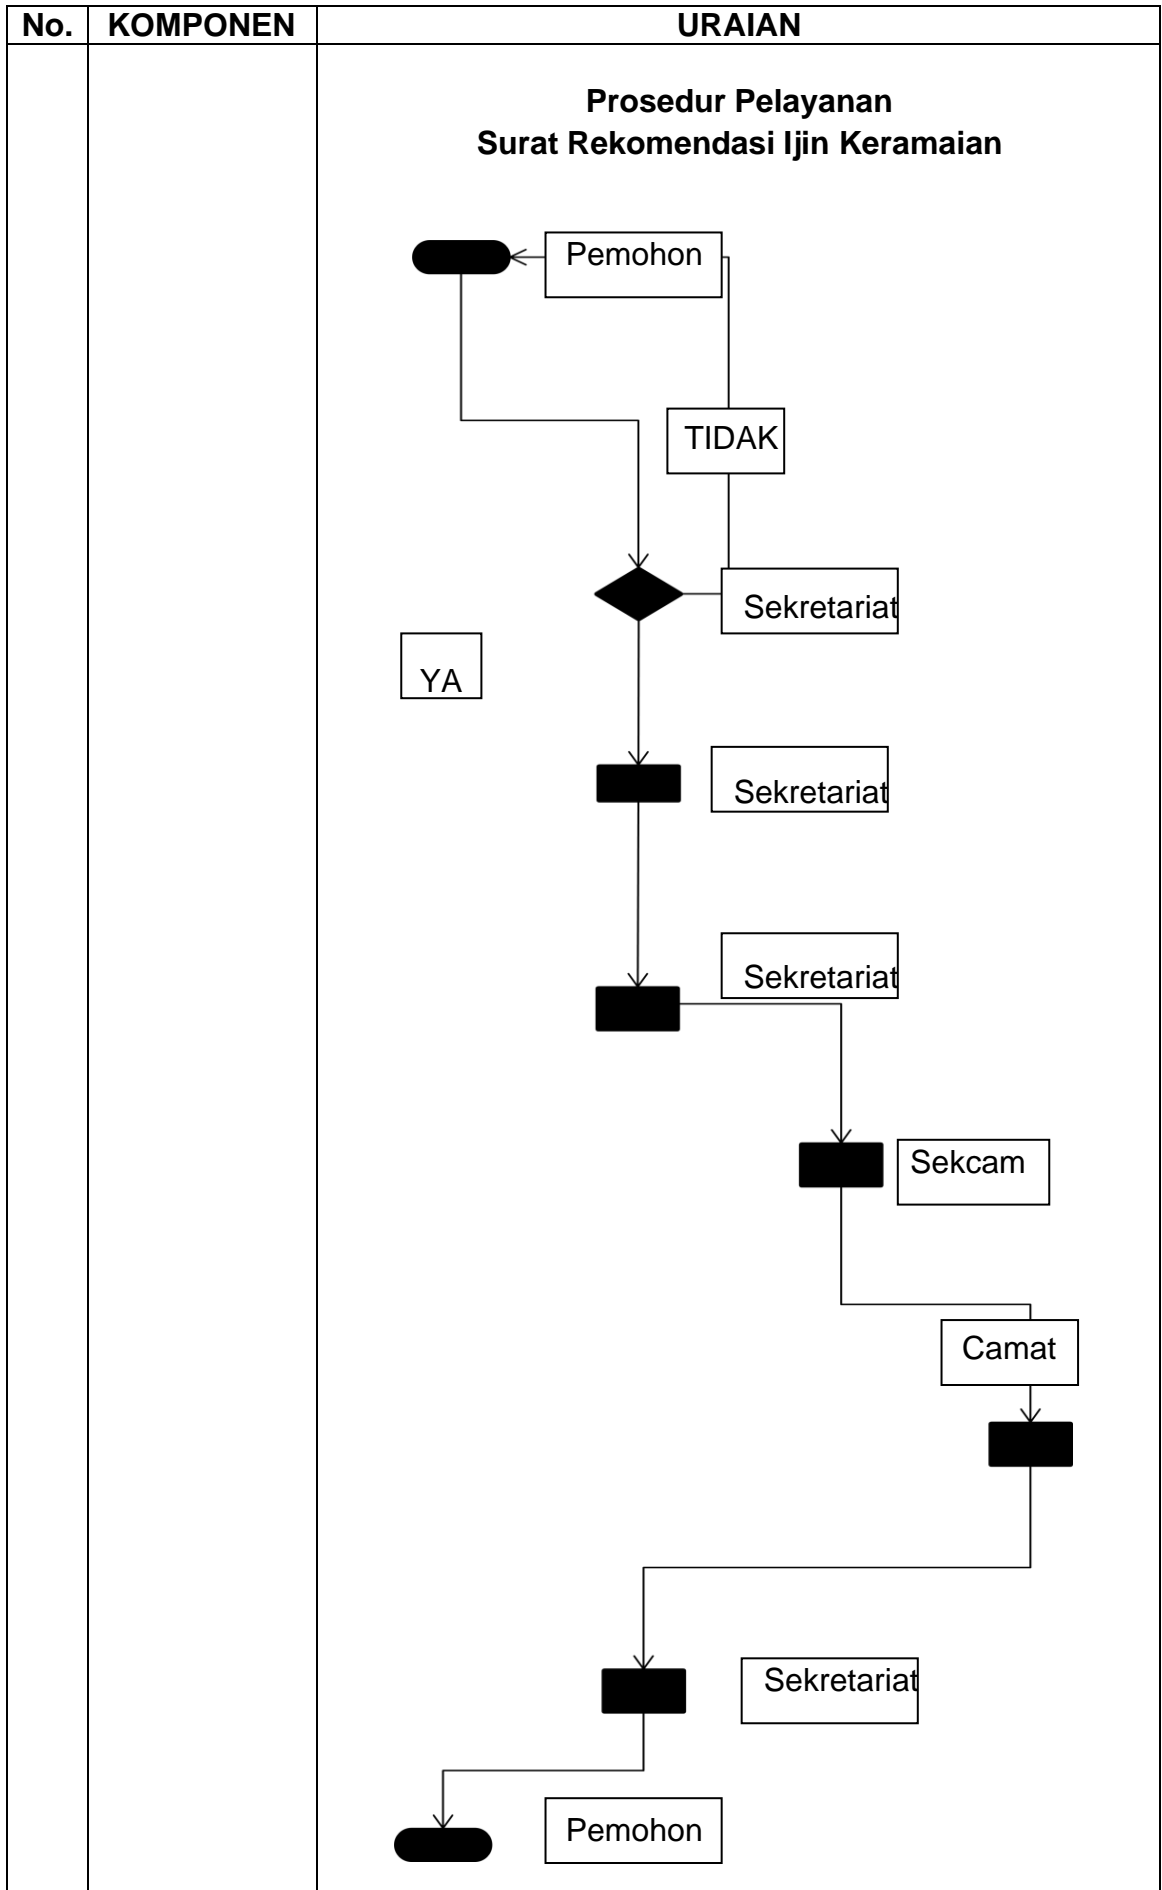 No. KOMPONEN URAIAN
Prosedur Pelayanan
Surat Rekomendasi Ijin Keramaian
Pemohon
TIDAK
Sekretariat
YA
Sekretariat
Sekretariat
Sekcam
Camat
Sekretariat
Pemohon